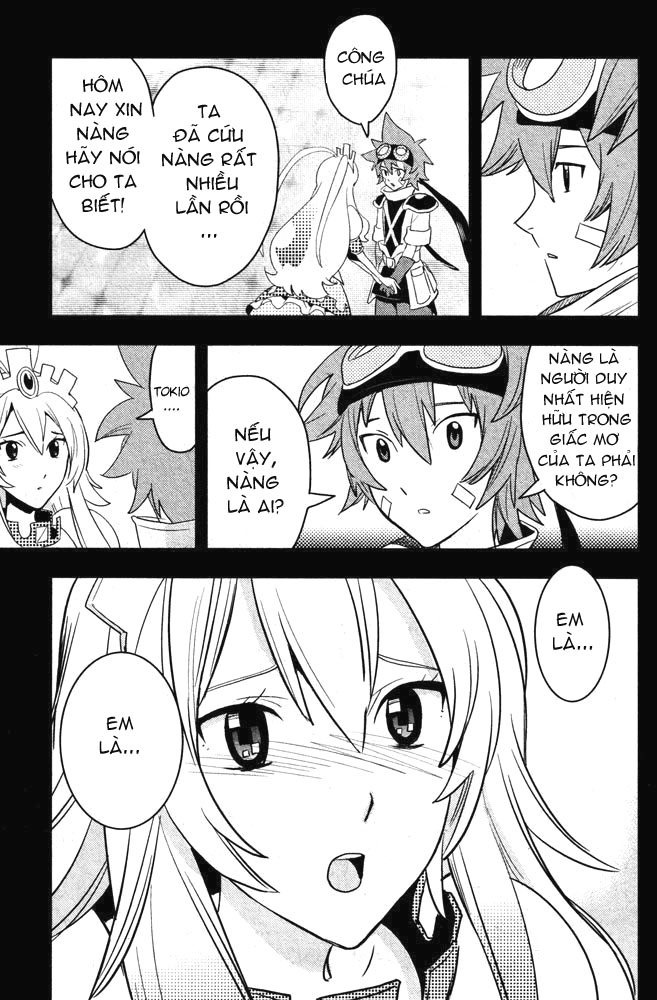 CÔNG
CHÚA
TA
ĐÃ CỨU
NÀNG RẤT
NHIỀU
LẦN RỒI
...
HÔM
NAY XIN
NÀNG
HÃY NÓI
CHO TA
BIẾT!
NÀNG LÀ
NGƯỜI DUY
NHẤT HIỆN
HỮU TRONG
GIẤC MƠ
CỦA TA PHẢI
KHÔNG?
NẾU
VẬY,
NÀNG
LÀ AI?
TOKIO
....
EM
LÀ...
EM
LÀ...